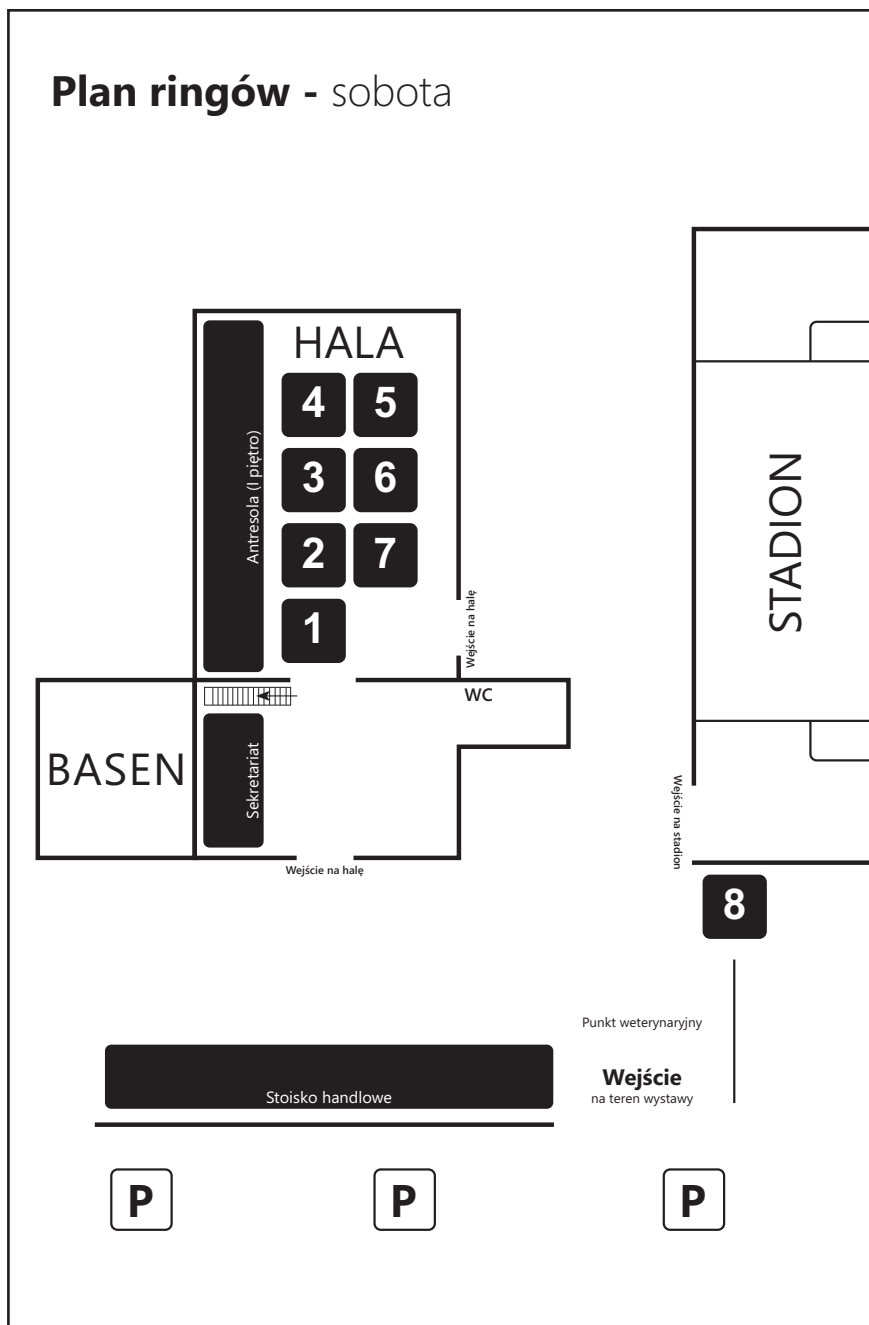 Plan ringów - sobota
HALA
4 5
3 6
2 7
1
Antresola (I piętro)
Wejście na halę
WC
BASEN
Sekretariat
Wejście na halę
STADION
Wejście na stadion
8
Punkt weterynaryjny
Wejście
na teren wystawy
Stoisko handlowe
P P P